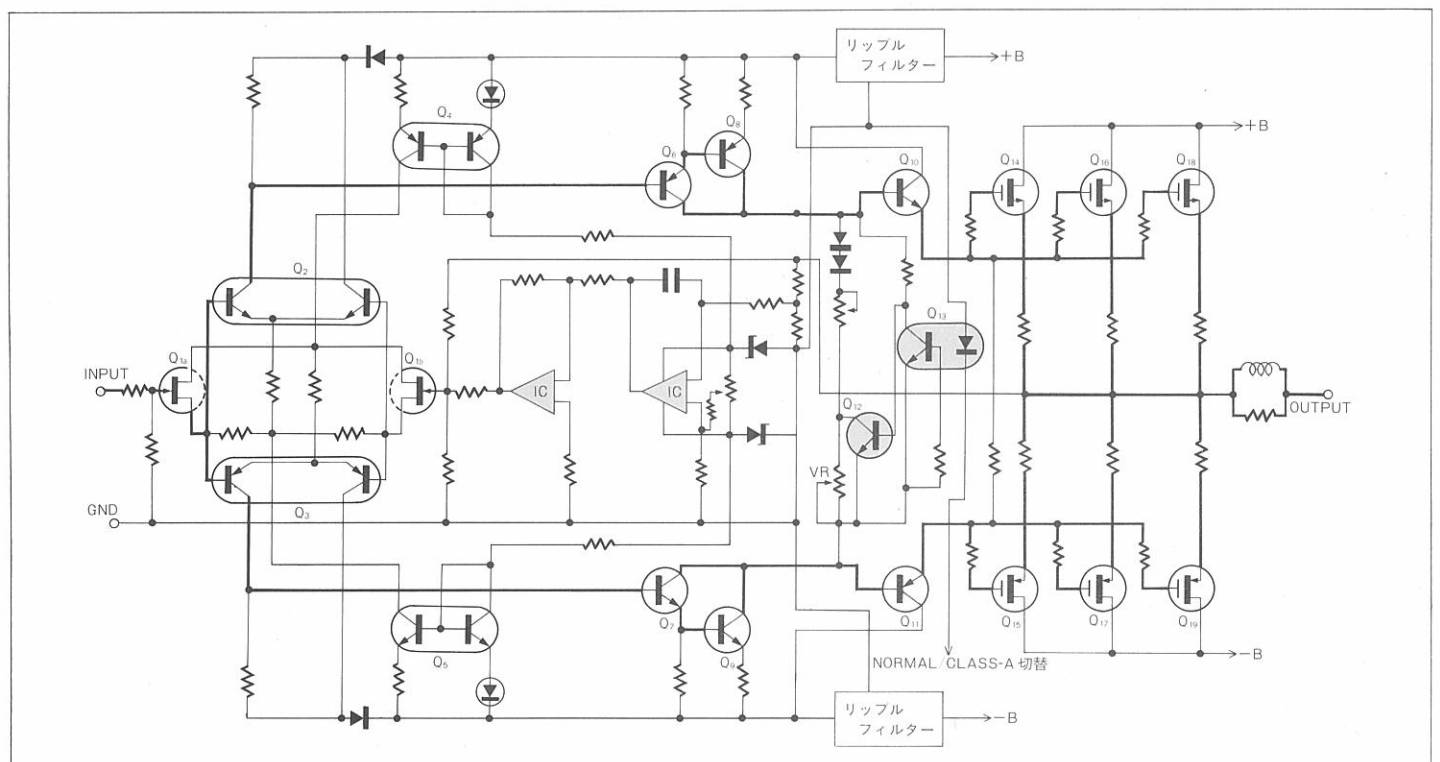 リップル
フィルター
+B
Q4
Q6
Q8
Q10
Q14
Q16
Q18
+B
Q2
Q13
Q1a
Q1b
INPUT
IC
IC
Q12
OUTPUT
VR
GND
Q3
Q7
Q11
Q15
Q17
Q19
Q5
Q9
NORMAL/CLASS-A 切替
−B
リップル
フィルター
−B